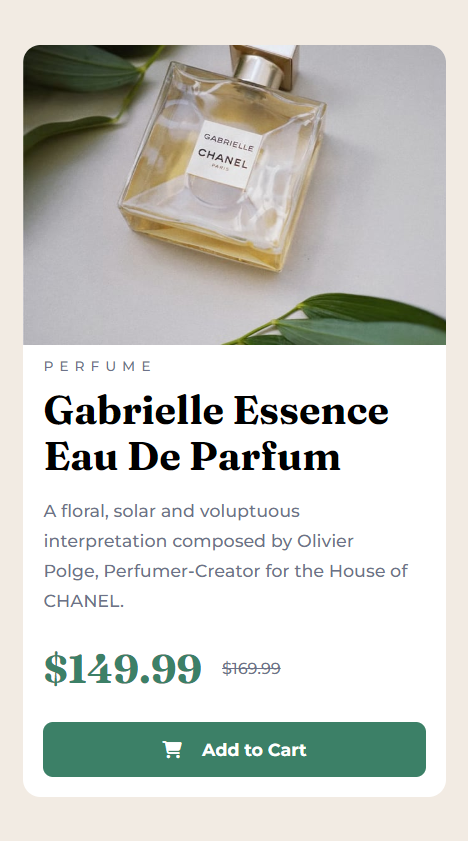 GABRIELLE
CHANEL
PARIS
PERFUME
Gabrielle Essence
Eau De Parfum
A floral, solar and voluptuous
interpretation composed by Olivier
Polge, Perfumer-Creator for the House of
CHANEL.
$149.99 $169.99
Add to Cart